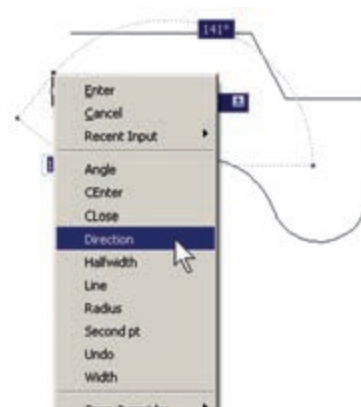 141°
Enter
Cancel
Recent Input
Angle
CEnter
CLose
Direction
Halfwidth
Line
Radius
Second pt
Undo
Width